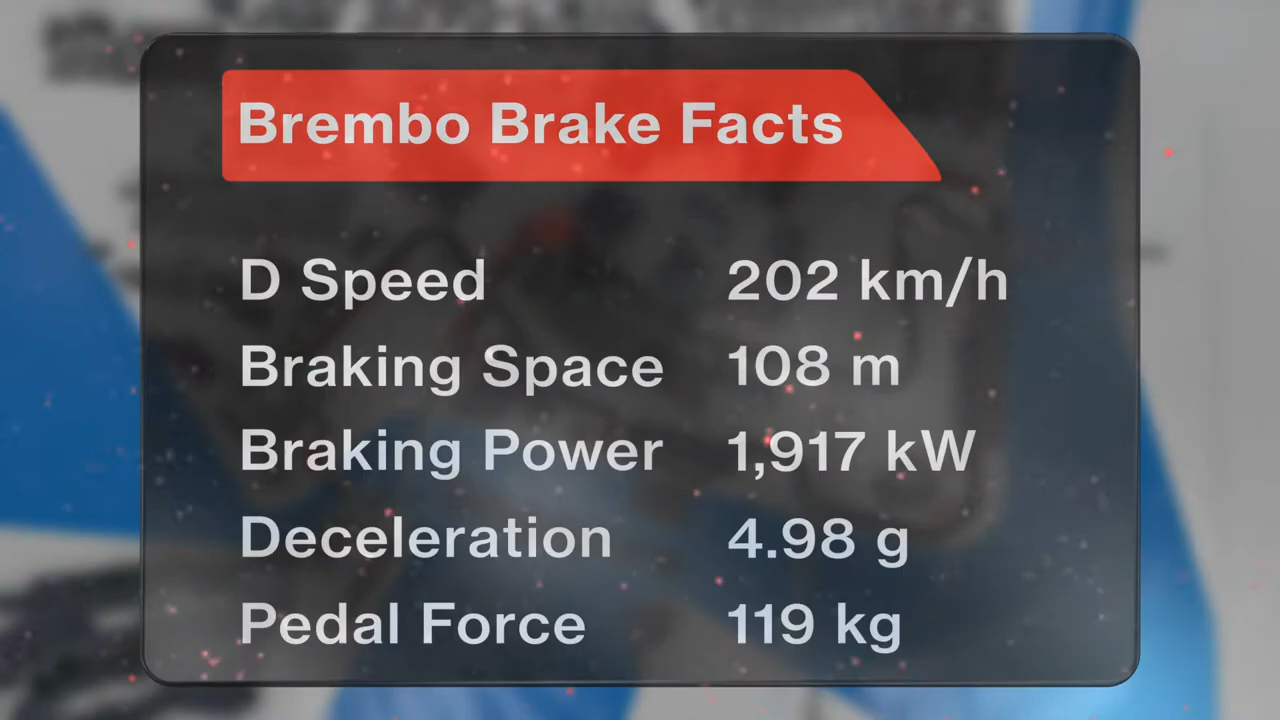 Brembo Brake Facts
D Speed 202 km/h
Braking Space 108 m
Braking Power 1,917 kW
Deceleration 4.98 g
Pedal Force 119 kg